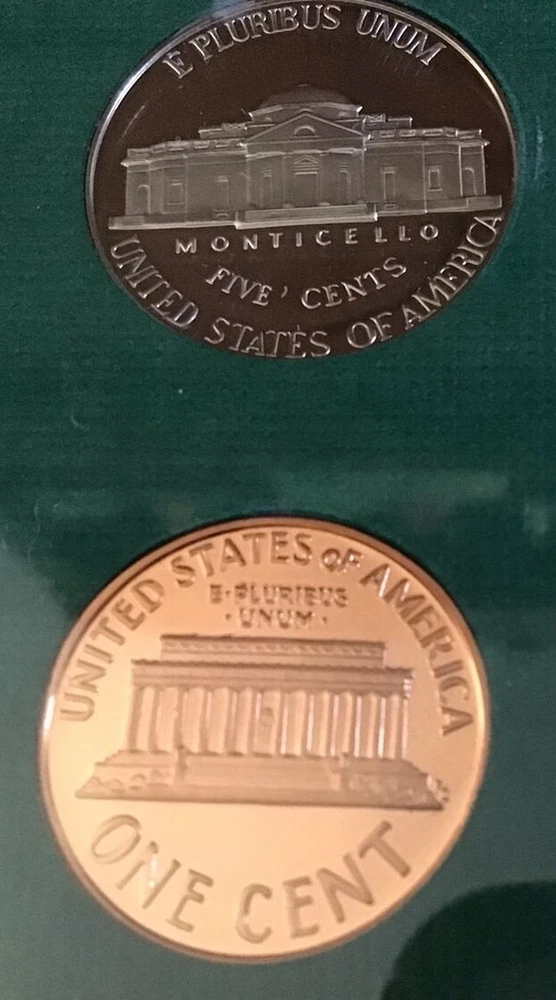 E PLURIBUS UNUM
MONTICELLO
FIVE CENTS
UNITED STATES OF AMERICA
UNITED STATES OF AMERICA
E·PLURIBUS
·UNUM·
ONE CENT